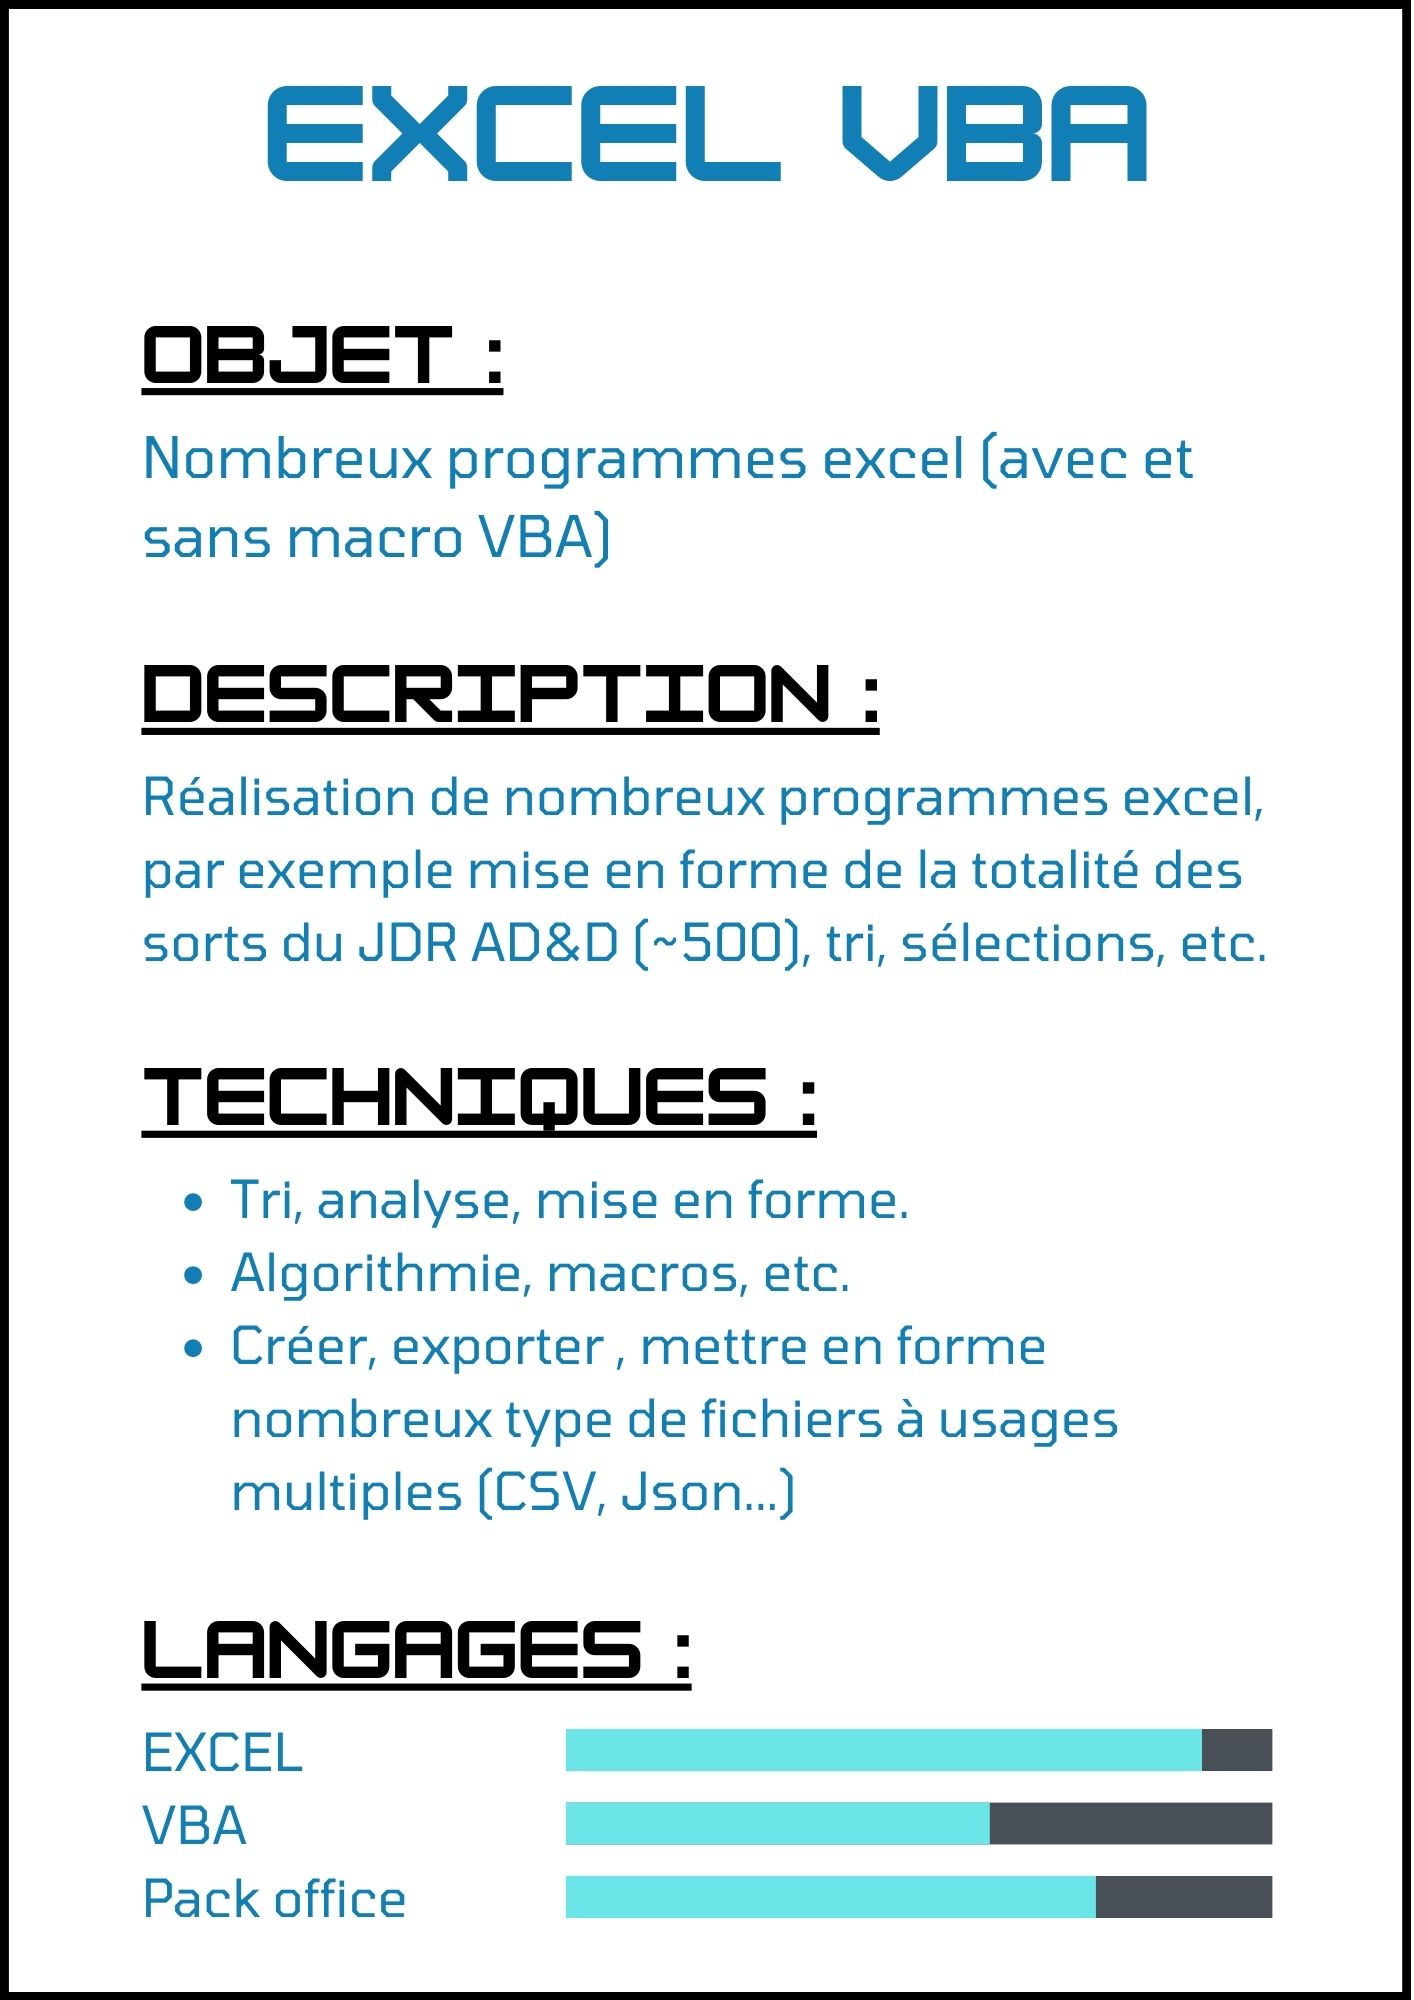 EXCEL VBA
OBJET :
Nombreux programmes excel (avec et
sans macro VBA)
DESCRIPTION :
Réalisation de nombreux programmes excel,
par exemple mise en forme de la totalité des
sorts du JDR AD&D (~500), tri, sélections, etc.
TECHNIQUES :
• Tri, analyse, mise en forme.
• Algorithmie, macros, etc.
• Créer, exporter , mettre en forme
nombreux type de fichiers à usages
multiples (CSV, Json...)
LANGAGES :
EXCEL
VBA
Pack office